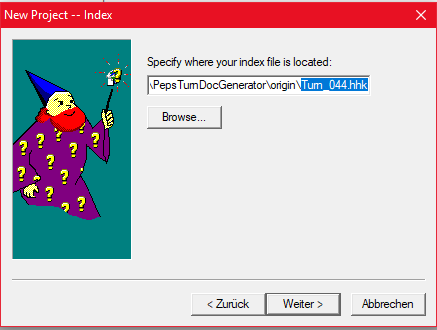 New Project -- Index
Specify where your index file is located:
\PepsTurnDocGenerator\origin\Turn_044.hhk
Browse...
< Zurück
Weiter >
Abbrechen